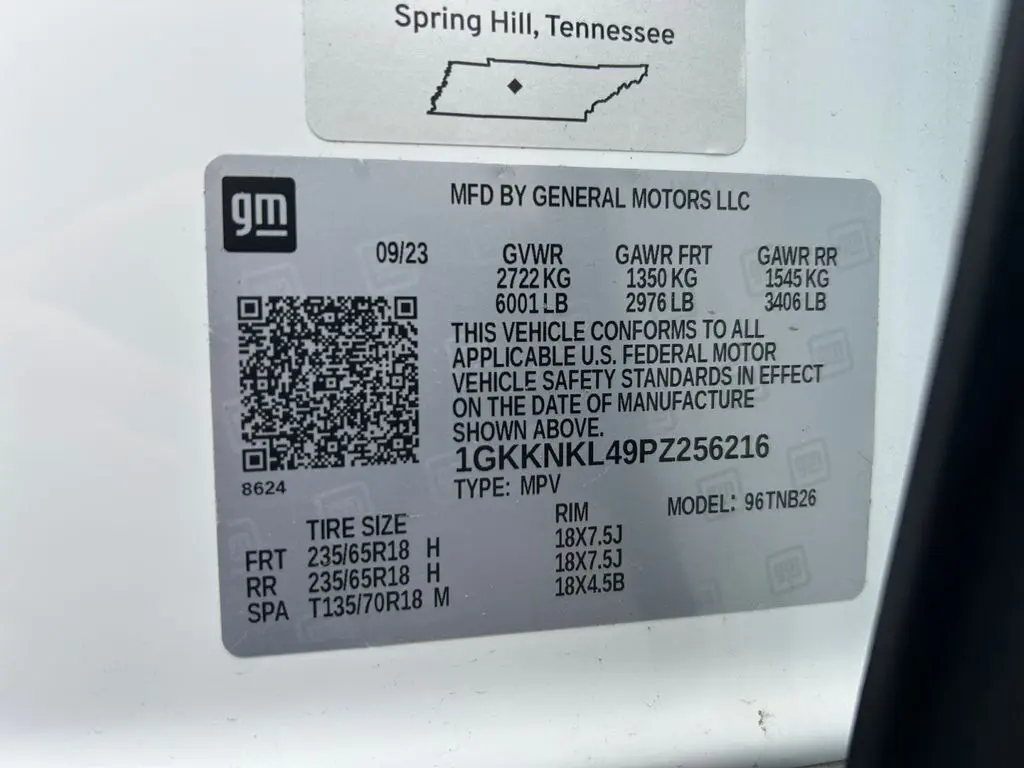 Spring Hill, Tennessee
gm
MFD BY GENERAL MOTORS LLC
09/23 GVWR GAWR FRT GAWR RR
2722 KG 1350 KG 1545 KG
6001 LB 2976 LB 3406 LB
THIS VEHICLE CONFORMS TO ALL
APPLICABLE U.S. FEDERAL MOTOR
VEHICLE SAFETY STANDARDS IN EFFECT
ON THE DATE OF MANUFACTURE
SHOWN ABOVE.
1GKKNKL49PZ256216
8624
TYPE: MPV MODEL: 96TNB26
TIRE SIZE RIM
FRT 235/65R18 H 18X7.5J
RR 235/65R18 H 18X7.5J
SPA T135/70R18 M 18X4.5B